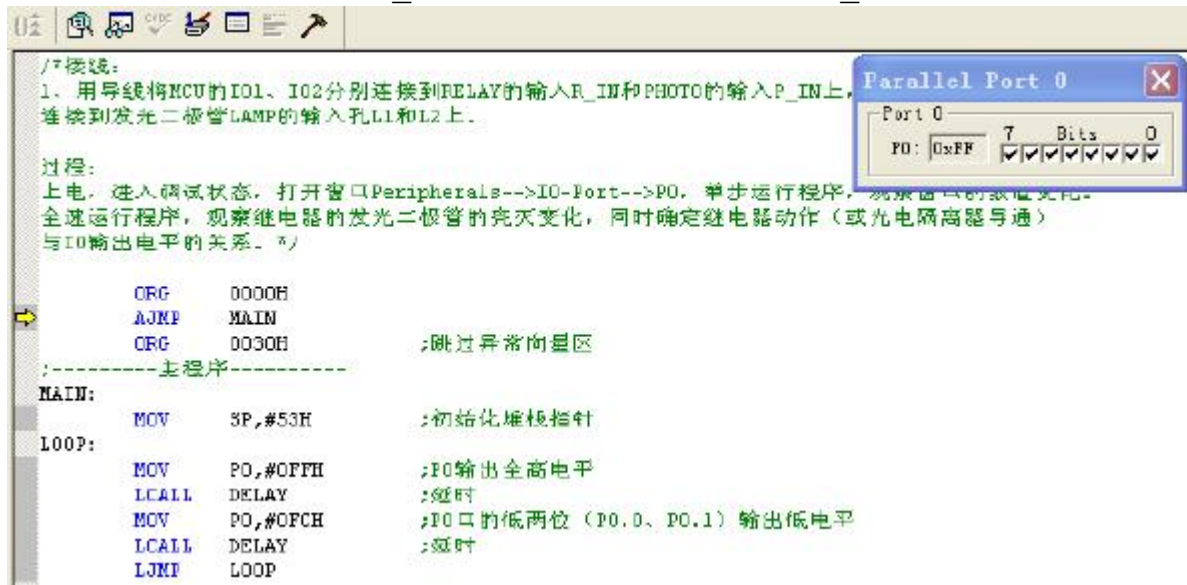 /*接线:
1、用导线将MCU的IO1、IO2分别连接到RELAY的输入R_IN和PHOTO的输入P_IN上,
连接到发光二极管LAMP的输入孔L1和L2上.
Parallel Port 0
Port 0
7 Bits 0
P0: 0xFF
过程:
上电, 进入调试状态, 打开窗口Peripherals-->IO-Port-->P0, 单步运行程序, 观察窗口的数值变化.
全速运行程序, 观察继电器的发光二极管的亮灭变化, 同时确定继电器动作（或光电隔离器导通）
与IO输出电平的关系. */
ORG 0000H
AJMP MAIN
ORG 0030H ;跳过异常向量区
;---------主程序----------
MAIN:
MOV SP,#53H ;初始化堆栈指针
LOOP:
MOV P0,#0FFH ;P0输出全高电平
LCALL DELAY ;延时
MOV P0,#0FCH ;P0口的低两位（P0.0、P0.1）输出低电平
LCALL DELAY ;延时
LJMP LOOP